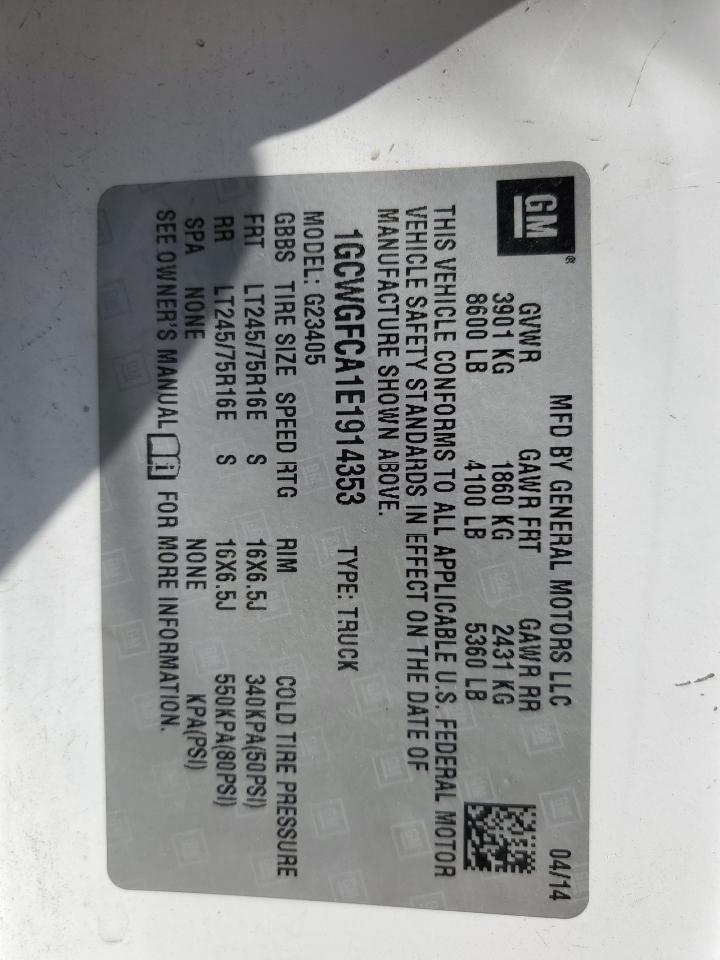 GM®
MFD BY GENERAL MOTORS LLC 04/14
GVWR GAWR FRT GAWR RR
3901 KG 1860 KG 2431 KG
8600 LB 4100 LB 5360 LB
THIS VEHICLE CONFORMS TO ALL APPLICABLE U.S. FEDERAL MOTOR
VEHICLE SAFETY STANDARDS IN EFFECT ON THE DATE OF
MANUFACTURE SHOWN ABOVE.
1GCWGFCA1E1914353 TYPE: TRUCK
MODEL: G23405
GBBS TIRE SIZE SPEED RTG RIM COLD TIRE PRESSURE
FRT LT245/75R16E S 16X6.5J 340KPA(50PSI)
RR LT245/75R16E S 16X6.5J 550KPA(80PSI)
SPA NONE NONE KPA(PSI)
SEE OWNER'S MANUAL FOR MORE INFORMATION.